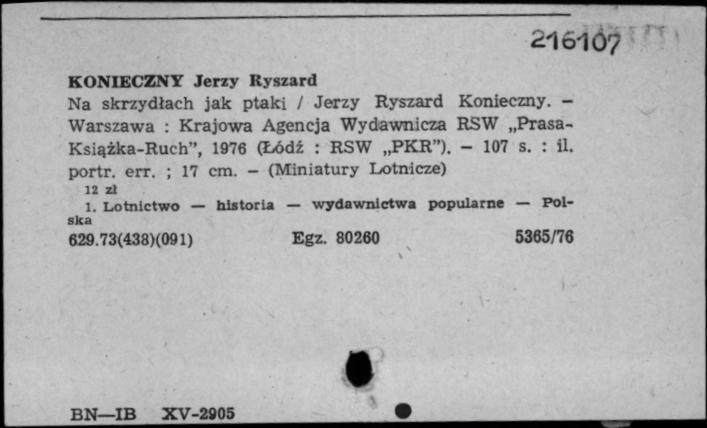 216107
KONIECZNY Jerzy Ryszard
Na skrzydłach jak ptaki / Jerzy Ryszard Konieczny. —
Warszawa : Krajowa Agencja Wydawnicza RSW „Prasa-
Książka-Ruch”, 1976 (Łódź : RSW „PKR”). — 107 s. : il.
portr. err. ; 17 cm. — (Miniatury Lotnicze)
12 zł
1. Lotnictwo — historia — wydawnictwa popularne — Pol-
ska
629.73(438)(091) Egz. 80260 5365/76
BN—IB XV-2905